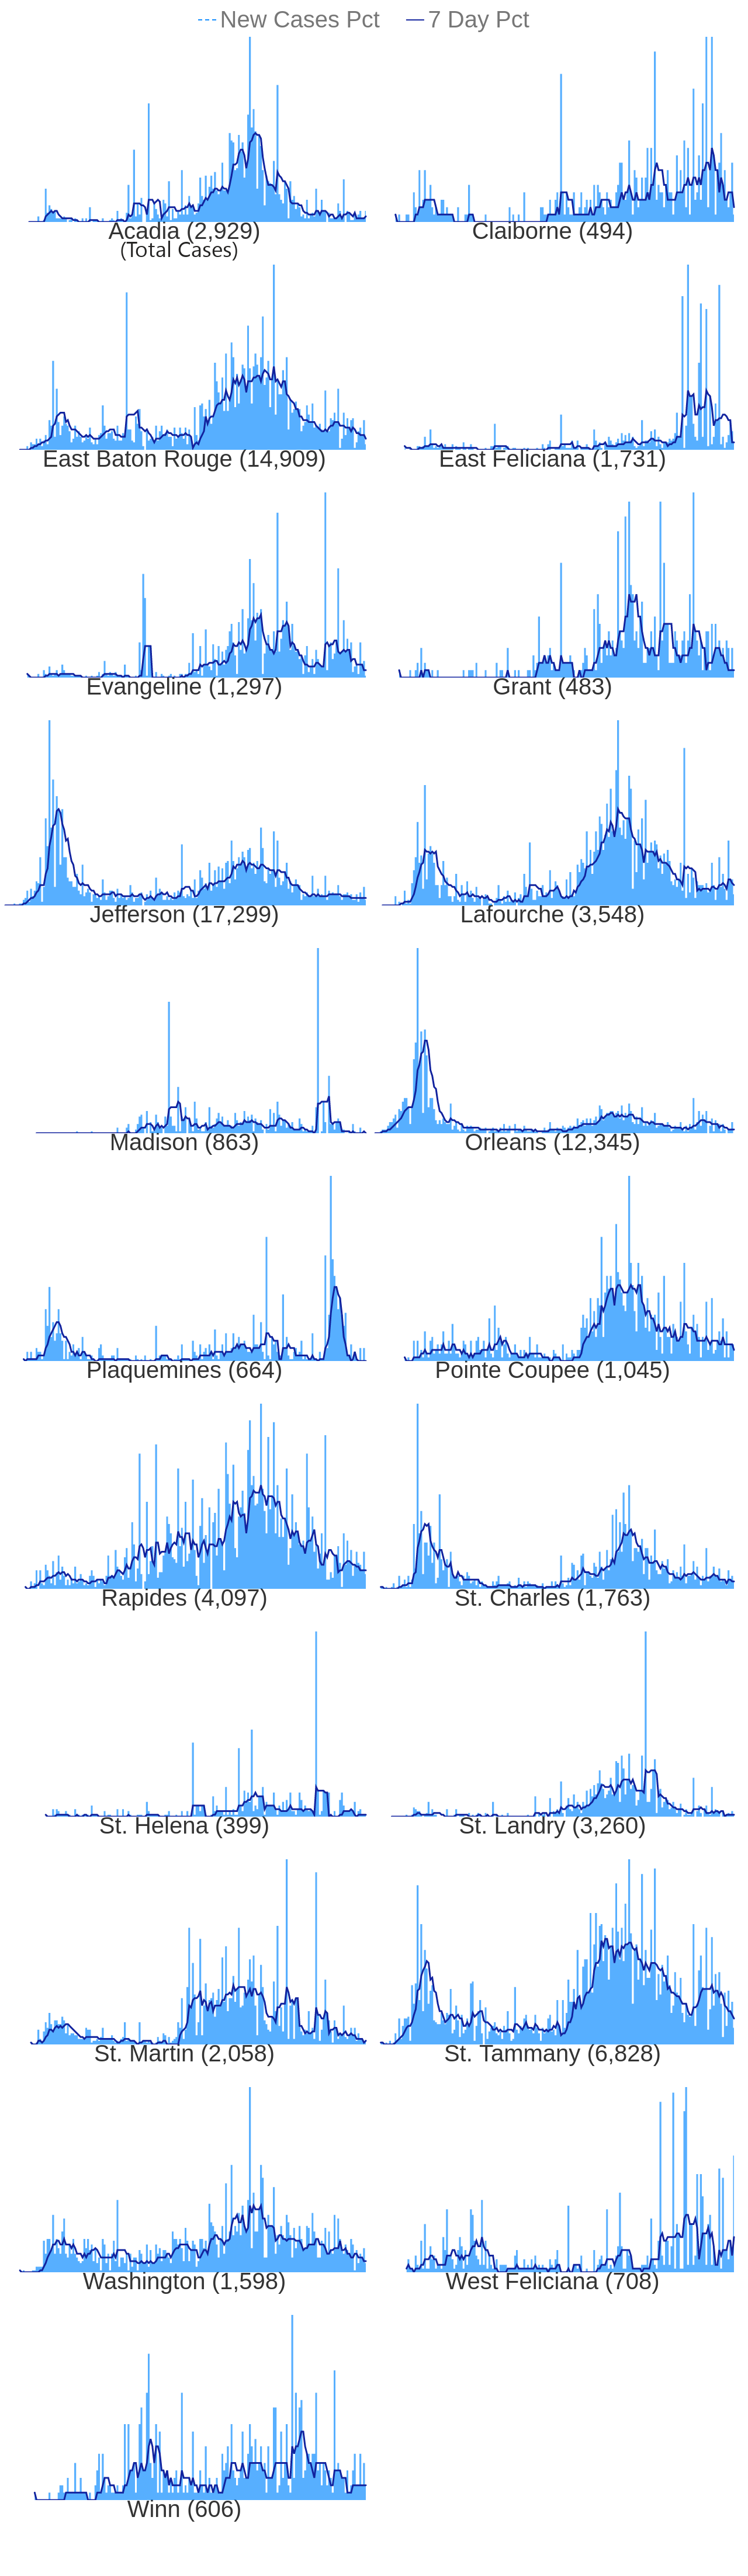 New Cases Pct 7 Day Pct
Acadia (2,929) Claiborne (494)
(Total Cases)
East Baton Rouge (14,909) East Feliciana (1,731)
Evangeline (1,297) Grant (483)
Jefferson (17,299) Lafourche (3,548)
Madison (863) Orleans (12,345)
Plaquemines (664) Pointe Coupee (1,045)
Rapides (4,097) St. Charles (1,763)
St. Helena (399) St. Landry (3,260)
St. Martin (2,058) St. Tammany (6,828)
Washington (1,598) West Feliciana (708)
Winn (606)